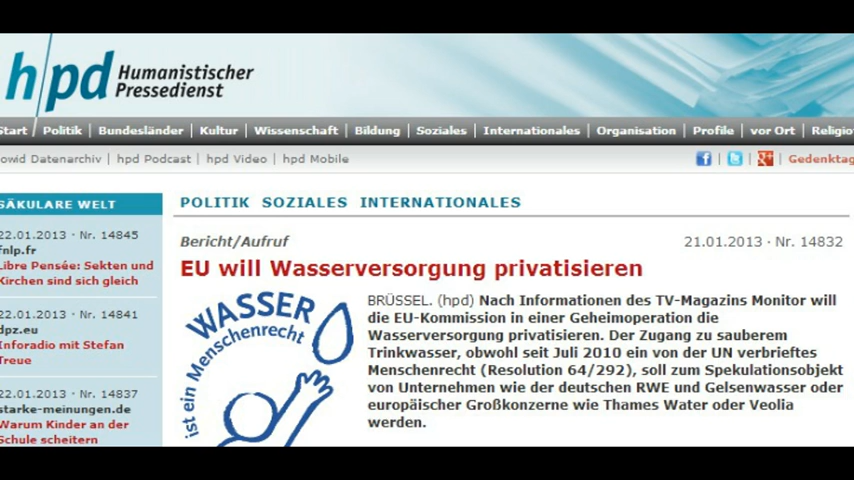 hpd Humanistischer
Pressedienst
Start | Politik | Bundesländer | Kultur | Wissenschaft | Bildung | Soziales | Internationales | Organisation | Profile | vor Ort | Religio
owid Datenarchiv | hpd Podcast | hpd Video | hpd Mobile
f | t | g+ | Gedenktag
SÄKULARE WELT
22.01.2013 · Nr. 14845
fnlp.fr
Libre Pensée: Sekten und
Kirchen sind sich gleich
22.01.2013 · Nr. 14841
dpz.eu
Inforadio mit Stefan
Treue
22.01.2013 · Nr. 14837
starke-meinungen.de
Warum Kinder an der
Schule scheitern
POLITIK SOZIALES INTERNATIONALES
Bericht/Aufruf
21.01.2013 · Nr. 14832
EU will Wasserversorgung privatisieren
WASSER
ist ein Menschenrecht
BRÜSSEL. (hpd) Nach Informationen des TV-Magazins Monitor will
die EU-Kommission in einer Geheimoperation die
Wasserversorgung privatisieren. Der Zugang zu sauberem
Trinkwasser, obwohl seit Juli 2010 ein von der UN verbrieftes
Menschenrecht (Resolution 64/292), soll zum Spekulationsobjekt
von Unternehmen wie der deutschen RWE und Gelsenwasser oder
europäischer Großkonzerne wie Thames Water oder Veolia
werden.